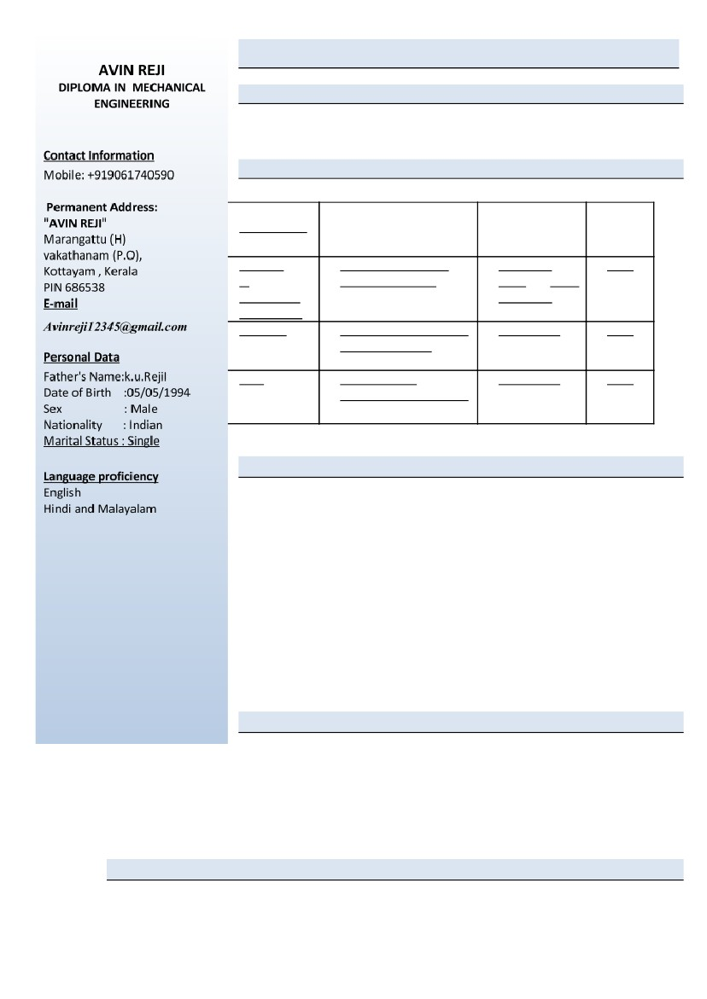 AVIN REJI
DIPLOMA IN MECHANICAL
ENGINEERING
Contact Information
Mobile: +919061740590
Permanent Address:
"AVIN REJI"
Marangattu (H)
vakathanam (P.O),
Kottayam , Kerala
PIN 686538
E-mail
Avinreji12345@gmail.com
Personal Data
Father's Name:k.u.RejiI
Date of Birth :05/05/1994
Sex : Male
Nationality : Indian
Marital Status : Single
Language proficiency
English
Hindi and Malayalam